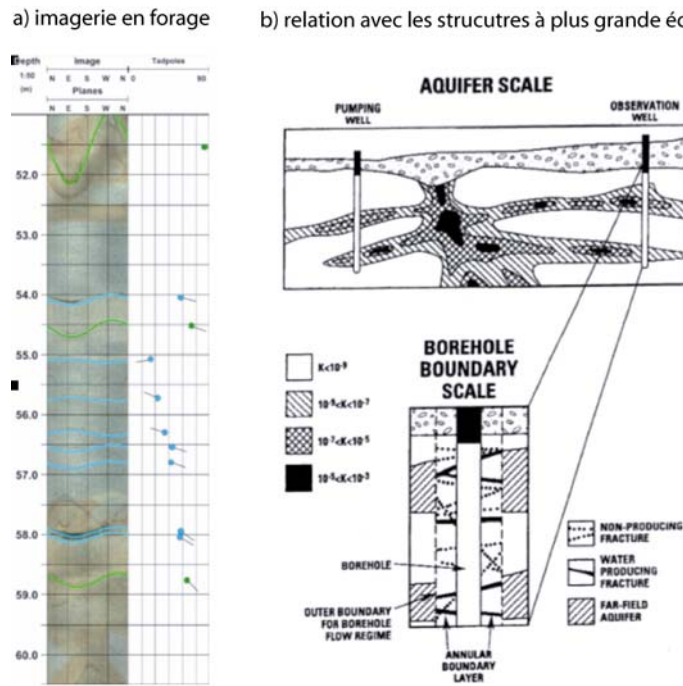 a) imagerie en forage
b) relation avec les strucutres à plus grande éc
Depth
Image
Tadpoles
1:50
N E S W N 0
90
(m)
Planes
N E S W N
52.0
53.0
54.0
55.0
56.0
57.0
58.0
59.0
60.0
AQUIFER SCALE
PUMPING
WELL
OBSERVATION
WELL
K<10⁻⁹
10⁻⁹<K<10⁻⁷
10⁻⁷<K<10⁻⁵
10⁻⁵<K<10⁻³
BOREHOLE
BOUNDARY
SCALE
BOREHOLE
OUTER BOUNDARY
FOR BOREHOLE
FLOW REGIME
ANNULAR
BOUNDARY
LAYER
NON-PRODUCING
FRACTURE
WATER
PRODUCING
FRACTURE
FAR-FIELD
AQUIFER